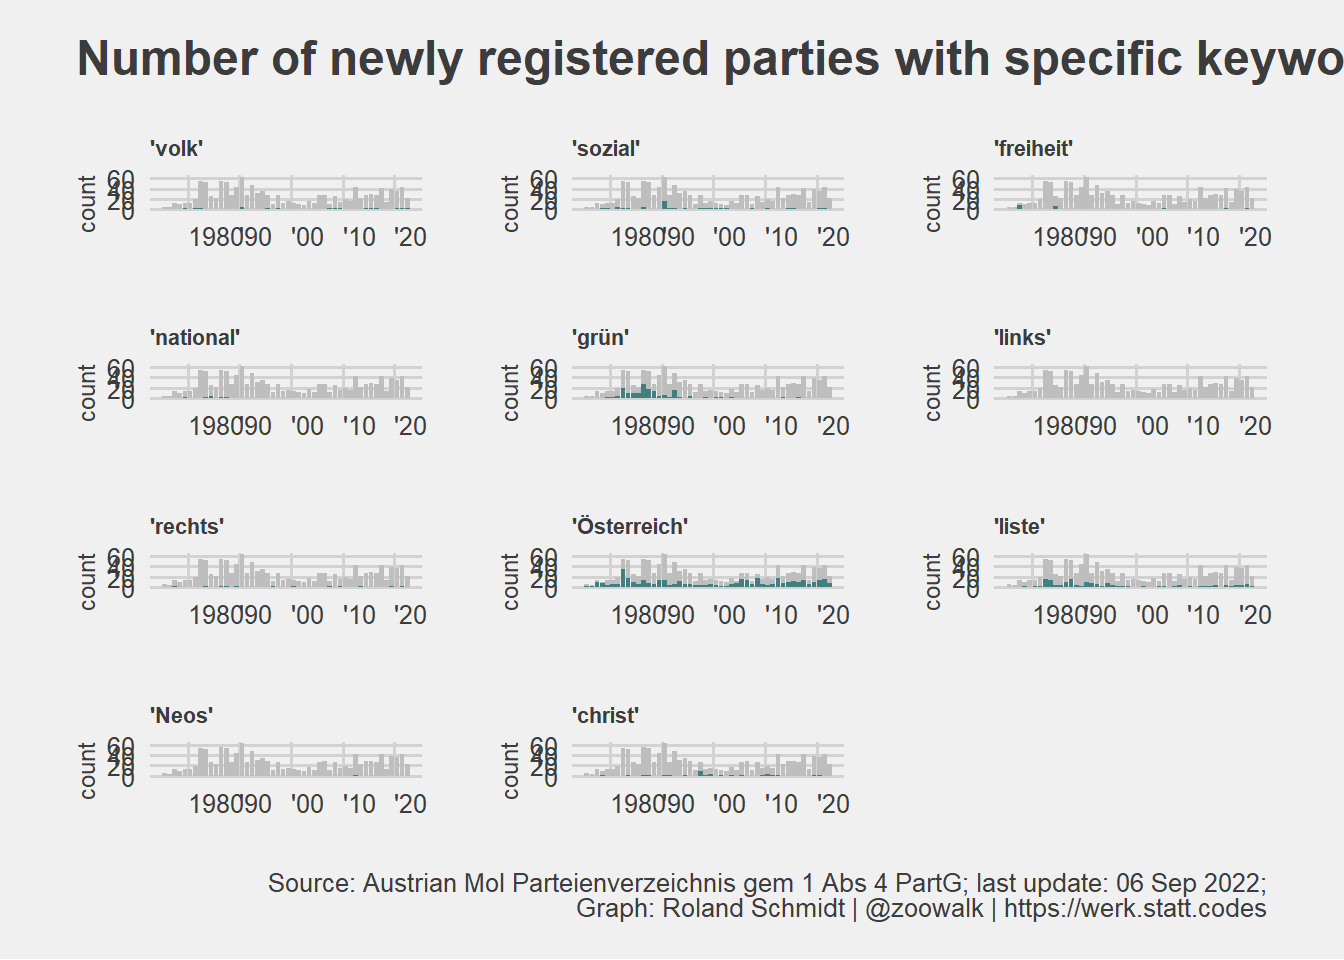 Number of newly registered parties with specific keywo
'volk' 'sozial' 'freiheit'
count 60 40 20 0 count 60 40 20 0 count 60 40 20 0
1980 '90 '00 '10 '20 1980 '90 '00 '10 '20 1980 '90 '00 '10 '20
'national' 'grün' 'links'
count 60 40 20 0 count 60 40 20 0 count 60 40 20 0
1980 '90 '00 '10 '20 1980 '90 '00 '10 '20 1980 '90 '00 '10 '20
'rechts' 'Österreich' 'liste'
count 60 40 20 0 count 60 40 20 0 count 60 40 20 0
1980 '90 '00 '10 '20 1980 '90 '00 '10 '20 1980 '90 '00 '10 '20
'Neos' 'christ'
count 60 40 20 0 count 60 40 20 0
1980 '90 '00 '10 '20 1980 '90 '00 '10 '20
Source: Austrian MoI Parteienverzeichnis gem 1 Abs 4 PartG; last update: 06 Sep 2022;
Graph: Roland Schmidt | @zoowalk | https://werk.statt.codes